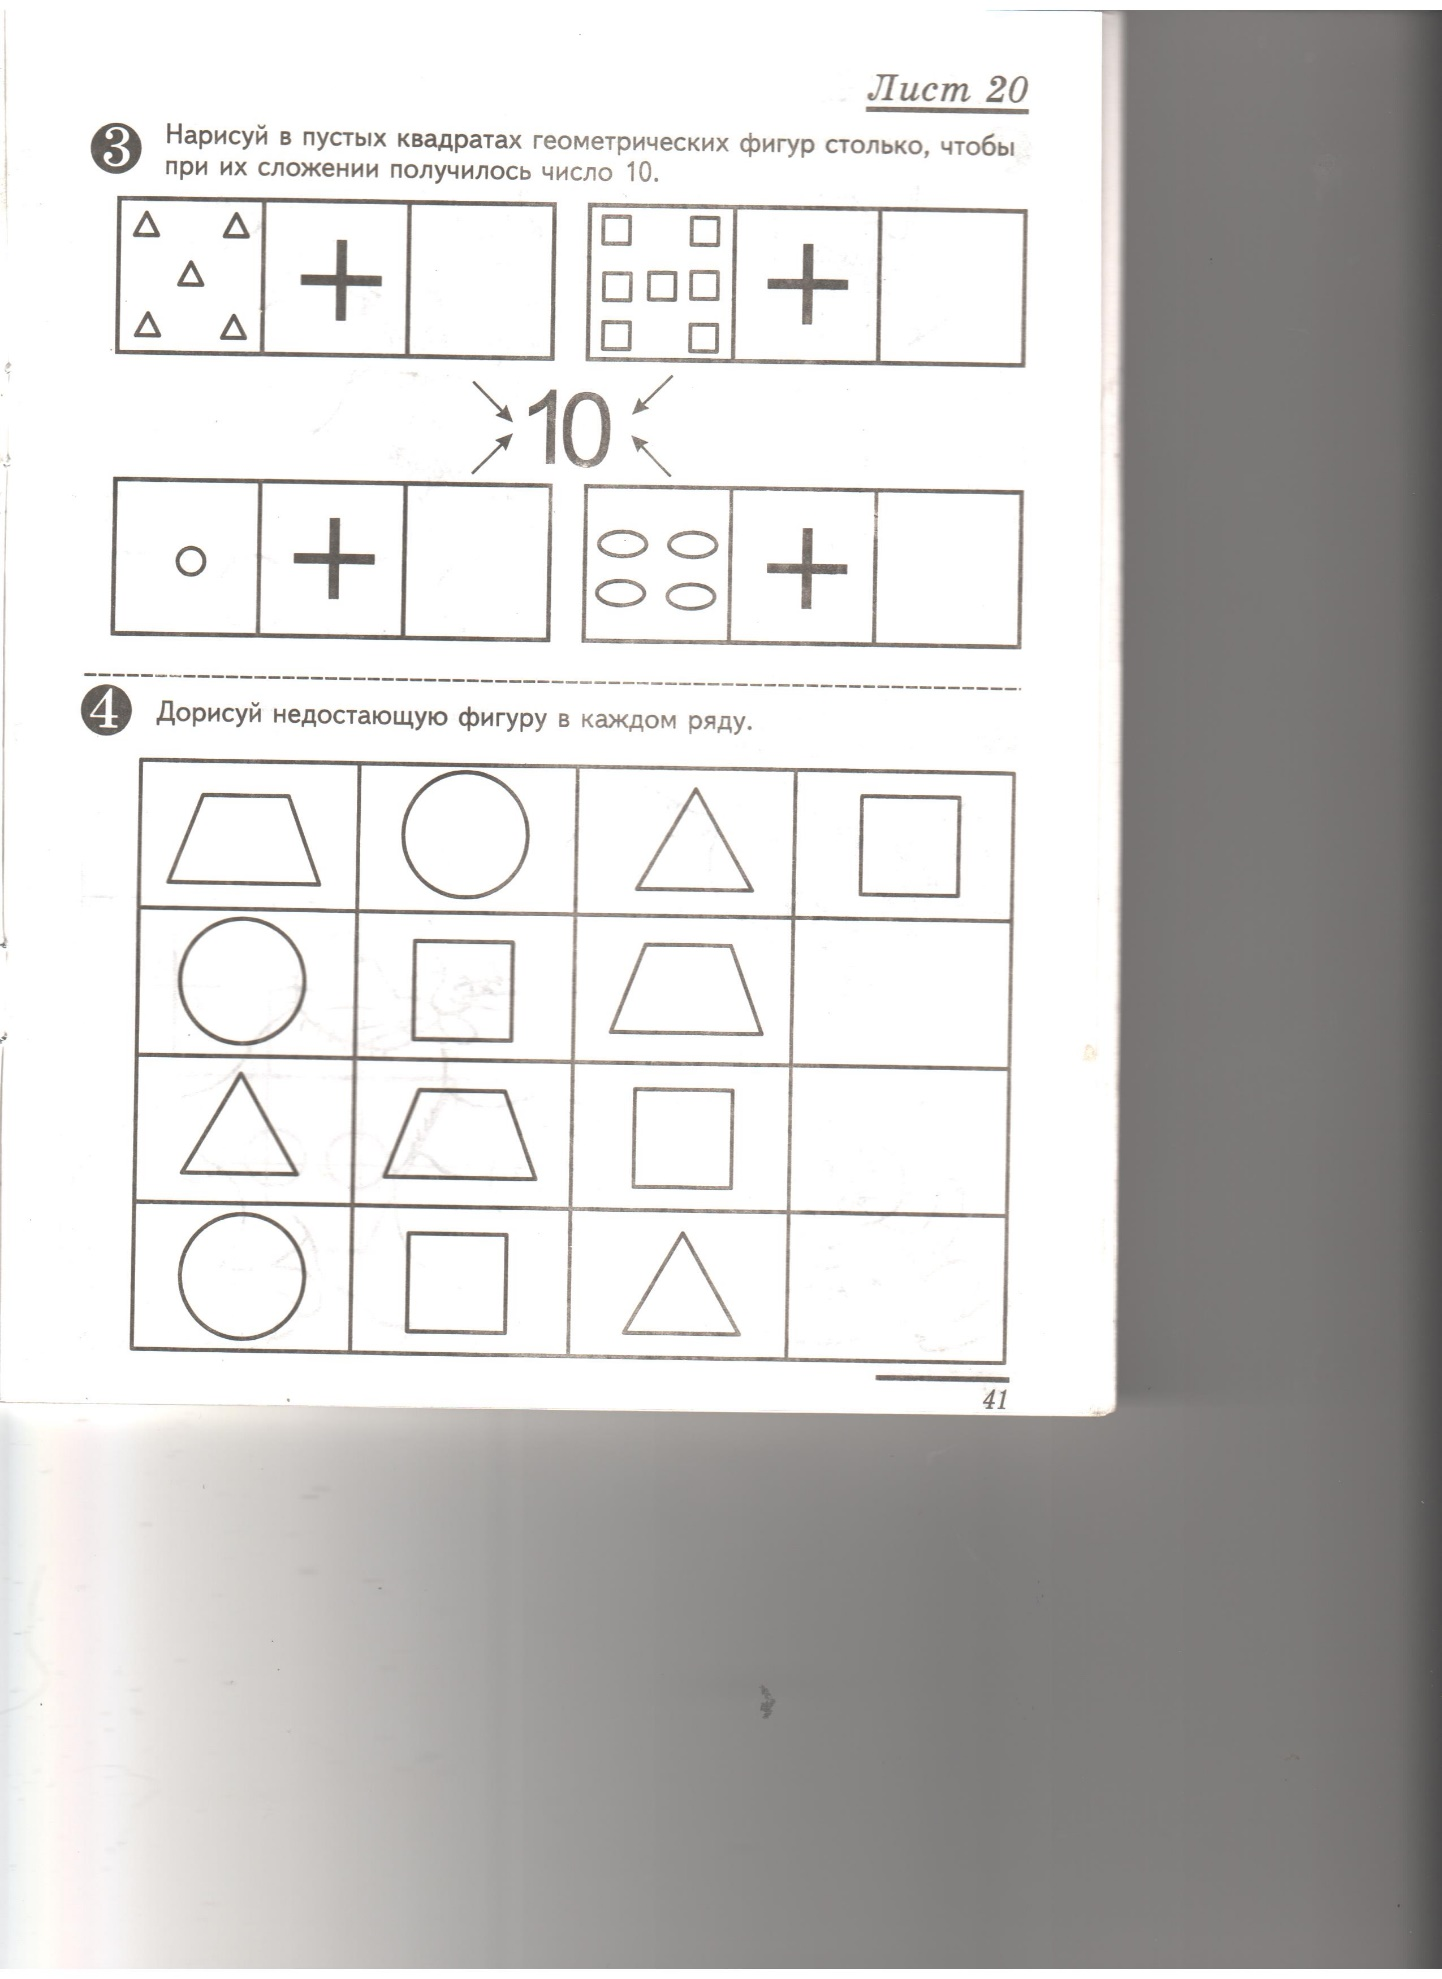 Лист 20
3 Нарисуй в пустых квадратах геометрических фигур столько, чтобы
при их сложении получилось число 10.
+ +
10
+ +
4 Дорисуй недостающую фигуру в каждом ряду.
41